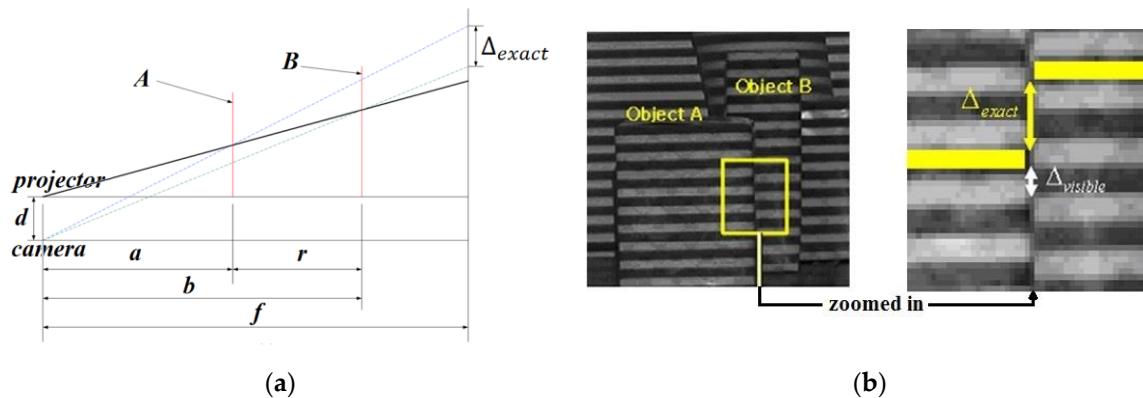 (a)
Δexact
A
B
projector
d
camera
a
r
b
f
(b)
Object B
Object A
Δexact
Δvisible
zoomed in